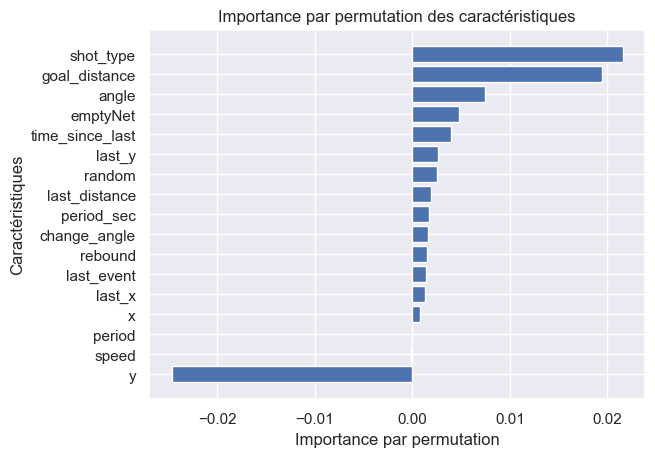 Importance par permutation des caractéristiques
Caractéristiques
shot_type
goal_distance
angle
emptyNet
time_since_last
last_y
random
last_distance
period_sec
change_angle
rebound
last_event
last_x
x
period
speed
y
−0.02 −0.01 0.00 0.01 0.02
Importance par permutation